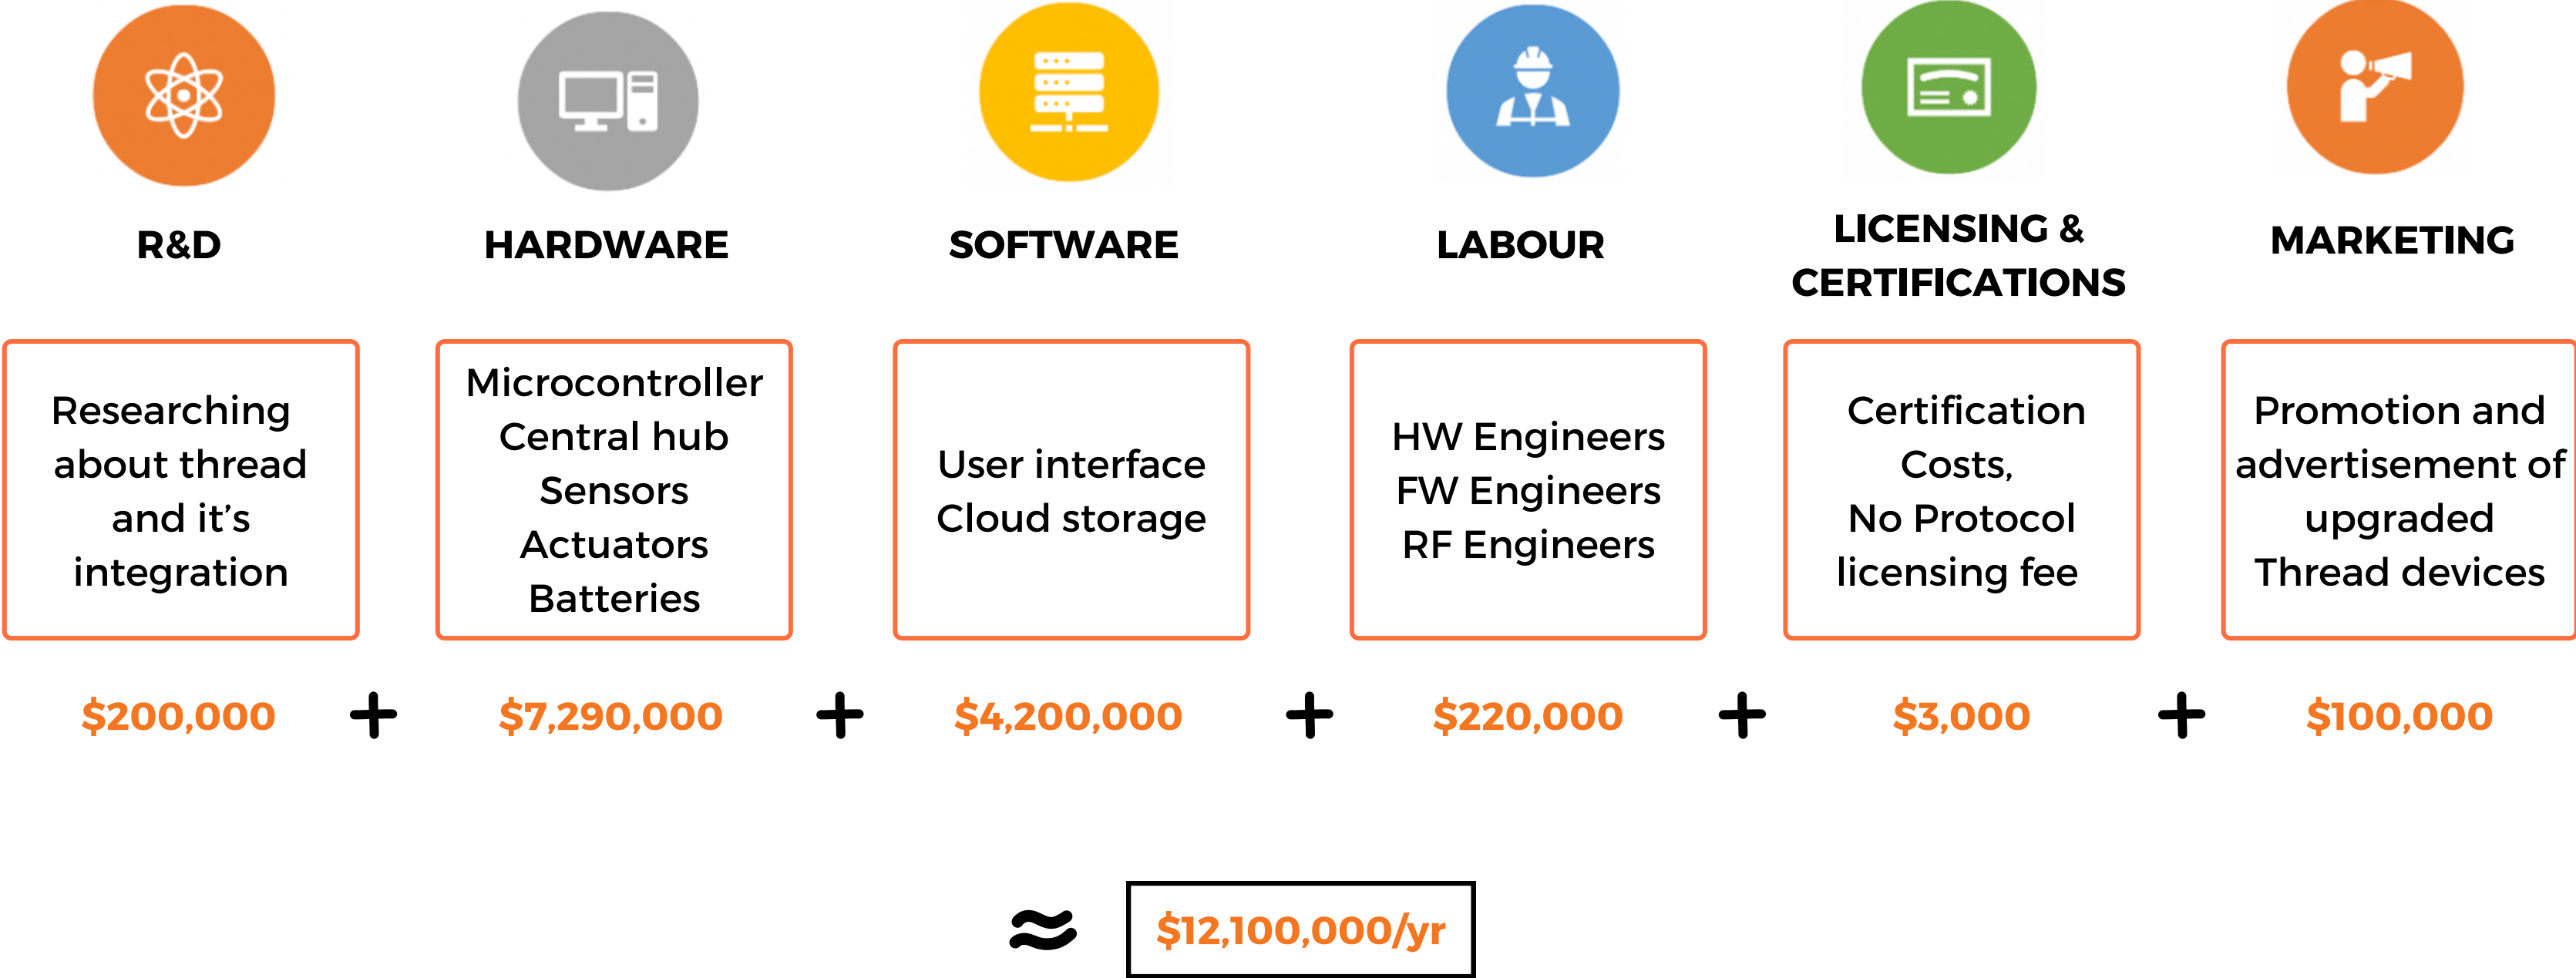 R&D
HARDWARE
SOFTWARE
LABOUR
LICENSING &
CERTIFICATIONS
MARKETING
Researching
about thread
and it's
integration
Microcontroller
Central hub
Sensors
Actuators
Batteries
User interface
Cloud storage
HW Engineers
FW Engineers
RF Engineers
Certification
Costs,
No Protocol
licensing fee
Promotion and
advertisement of
upgraded
Thread devices
$200,000 + $7,290,000 + $4,200,000 + $220,000 + $3,000 + $100,000
≈ $12,100,000/yr